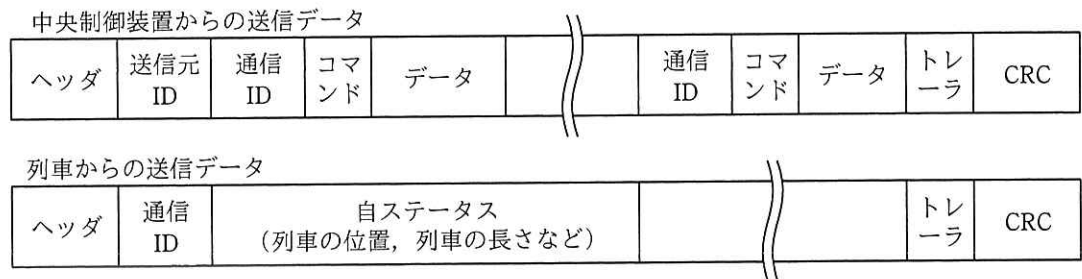 中央制御装置からの送信データ
ヘッダ
送信元
ID
通信
ID
コマ
ンド
データ
通信
ID
コマ
ンド
データ
トレ
ーラ
CRC
列車からの送信データ
ヘッダ
通信
ID
自ステータス
(列車の位置,列車の長さなど)
トレ
ーラ
CRC